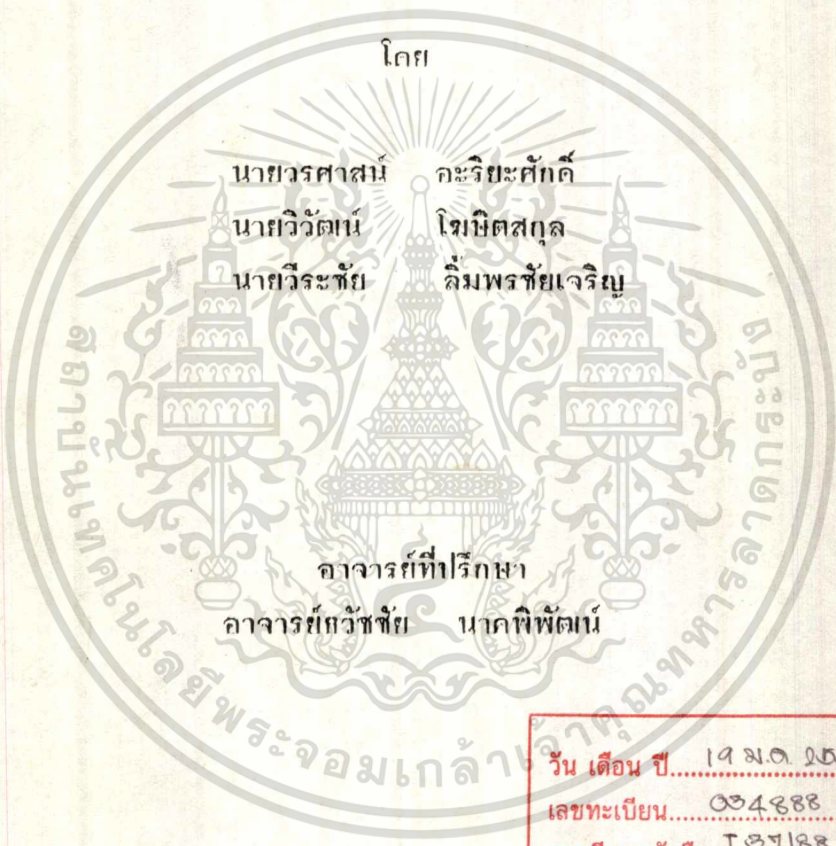 โดย
นายวรศาสน์ อะริยะศักดิ์
นายวิวัฒน์ โฆษิตสกุล
นายวีระชัย ลิ้มพรชัยเจริญ
อาจารย์ที่ปรึกษา
อาจารย์ธวัชชัย นาคพิพัฒน์
สถาบันเทคโนโลยีพระจอมเกล้าเจ้าคุณทหารลาดกระบัง
วัน เดือน ปี 19 ม.ค.
เลขทะเบียน 034888